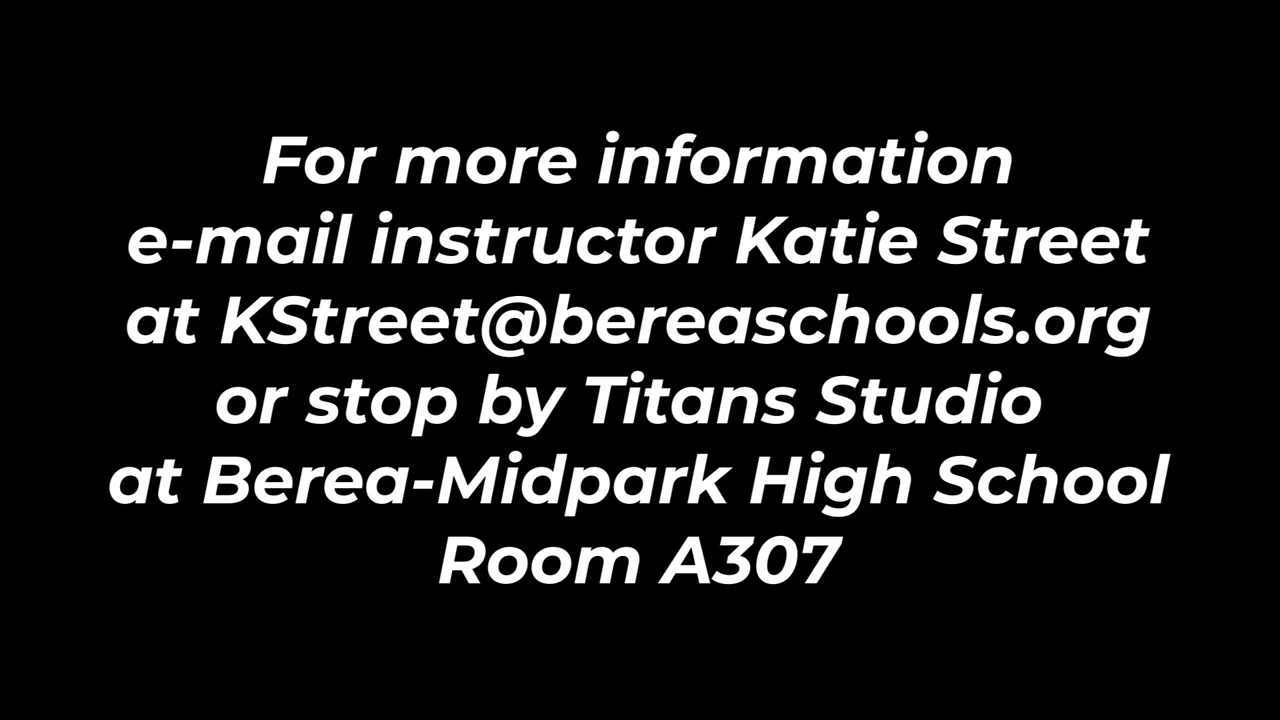 For more information
e-mail instructor Katie Street
at KStreet@bereaschools.org
or stop by Titans Studio
at Berea-Midpark High School
Room A307